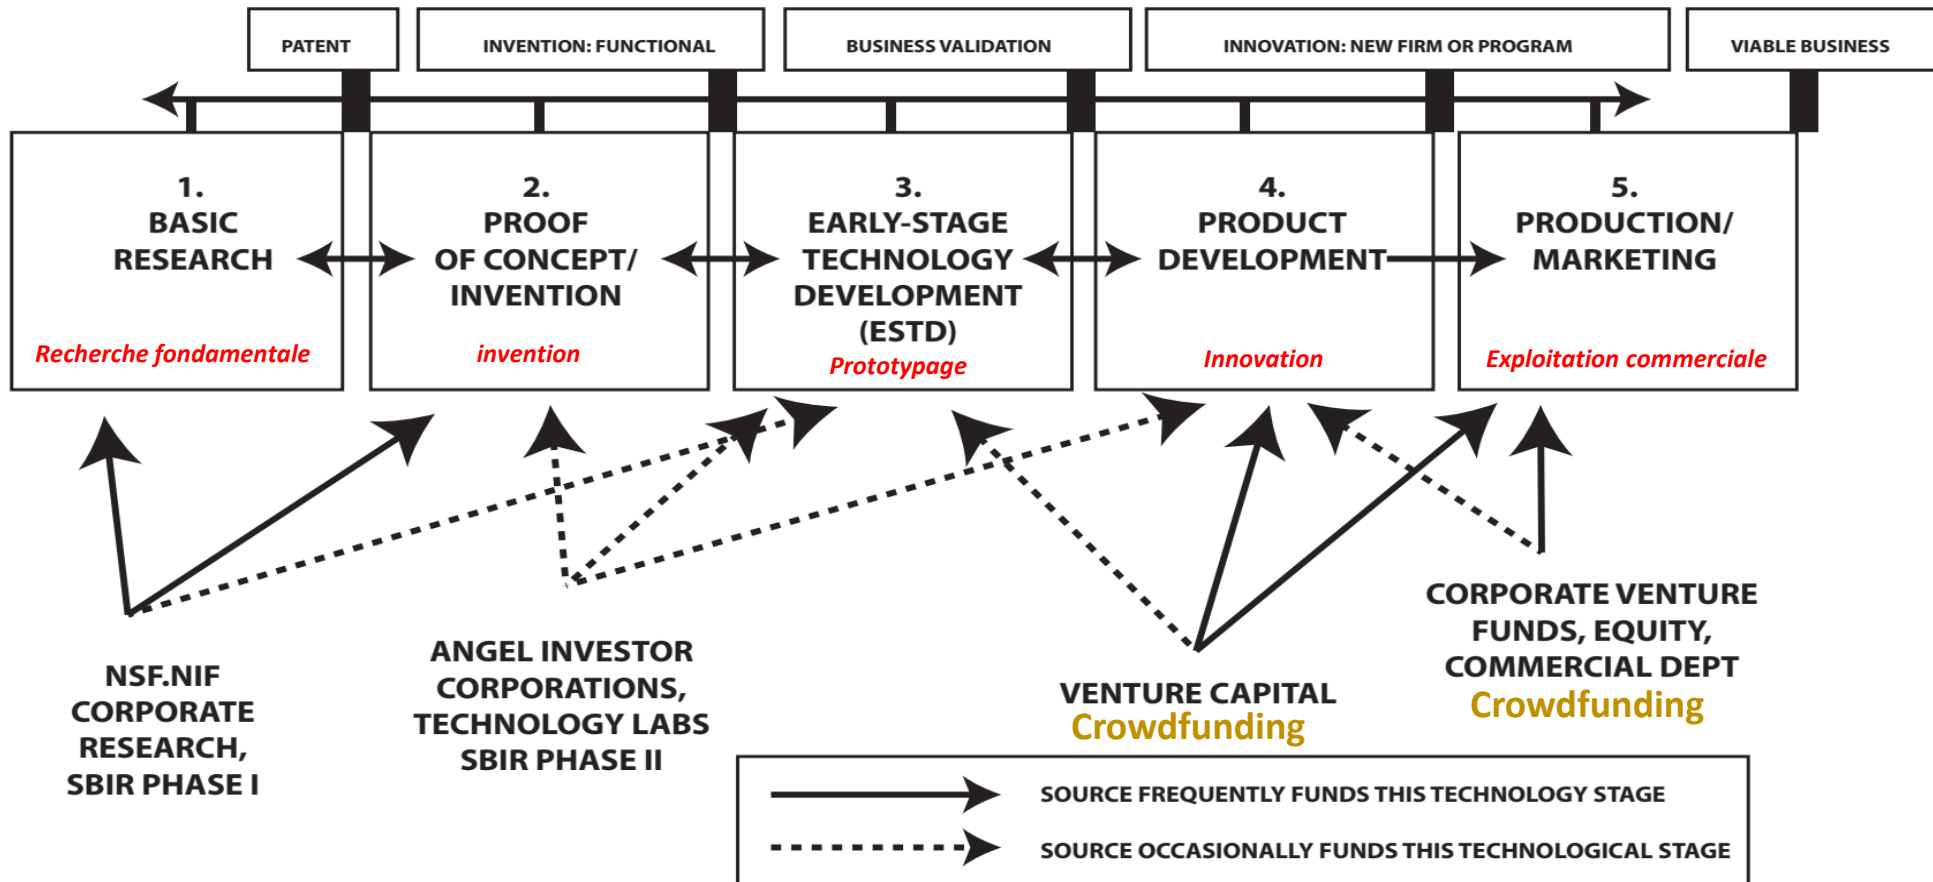 PATENT
INVENTION: FUNCTIONAL
BUSINESS VALIDATION
INNOVATION: NEW FIRM OR PROGRAM
VIABLE BUSINESS
1.
BASIC
RESEARCH
Recherche fondamentale
2.
PROOF
OF CONCEPT/
INVENTION
invention
3.
EARLY-STAGE
TECHNOLOGY
DEVELOPMENT
(ESTD)
Prototypage
4.
PRODUCT
DEVELOPMENT
Innovation
5.
PRODUCTION/
MARKETING
Exploitation commerciale
NSF.NIF
CORPORATE
RESEARCH,
SBIR PHASE I
ANGEL INVESTOR
CORPORATIONS,
TECHNOLOGY LABS
SBIR PHASE II
VENTURE CAPITAL
Crowdfunding
CORPORATE VENTURE
FUNDS, EQUITY,
COMMERCIAL DEPT
Crowdfunding
SOURCE FREQUENTLY FUNDS THIS TECHNOLOGY STAGE
SOURCE OCCASIONALLY FUNDS THIS TECHNOLOGICAL STAGE